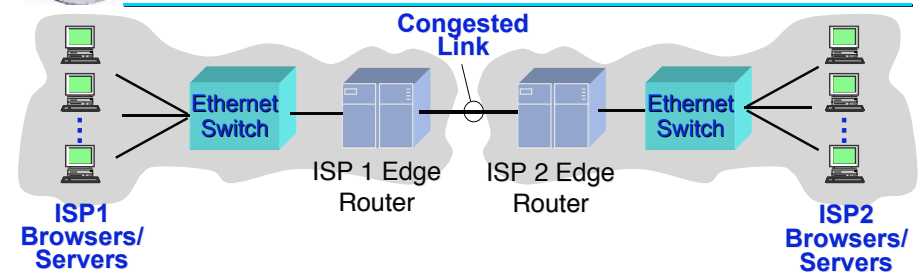 Congested
Link
Ethernet
Switch
Ethernet
Switch
ISP 1 Edge
Router
ISP 2 Edge
Router
ISP1
Browsers/
Servers
ISP2
Browsers/
Servers